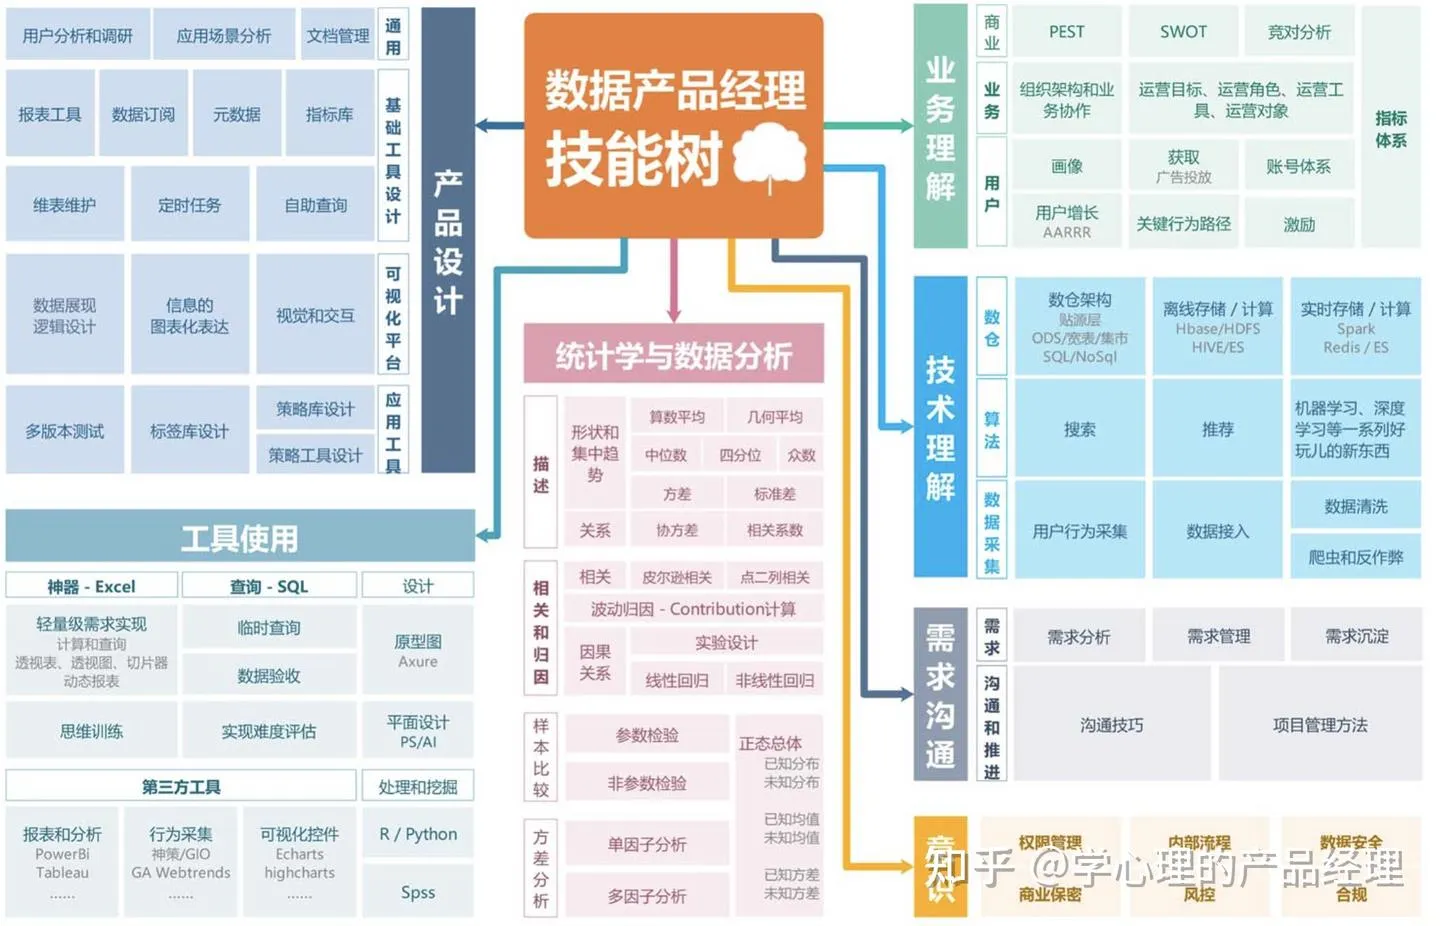 数据产品经理
技能树
产品设计
通用
用户分析和调研
应用场景分析
文档管理
基础工具设计
报表工具
数据订阅
元数据
指标库
维表维护
定时任务
自助查询
可视化平台
数据展现
逻辑设计
信息的
图表化表达
视觉和交互
应用工具
多版本测试
标签库设计
策略库设计
策略工具设计
工具使用
神器 - Excel
查询 - SQL
设计
轻量级需求实现
计算和查询
透视表、透视图、切片器
动态报表
临时查询
数据验收
原型图
Axure
思维训练
实现难度评估
平面设计
PS/AI
第三方工具
处理和挖掘
报表和分析
PowerBi
Tableau
......
行为采集
神策/GIO
GA Webtrends
......
可视化控件
Echarts
highcharts
......
R / Python
Spss
统计学与数据分析
描述
形状和
集中趋
势
算数平均
几何平均
中位数
四分位
众数
方差
标准差
关系
协方差
相关系数
相关和归因
相关
皮尔逊相关
点二列相关
波动归因 - Contribution计算
因果
关系
实验设计
线性回归
非线性回归
样本比较
参数检验
非参数检验
方差分析
单因子分析
多因子分析
正态总体
已知分布
未知分布
已知均值
未知均值
已知方差
未知方差
业务理解
商业
PEST
SWOT
竞对分析
业务
组织架构和业
务协作
运营目标、运营角色、运营工
具、运营对象
用户
画像
获取
广告投放
账号体系
用户增长
AARRR
关键行为路径
激励
指标
体系
技术理解
数仓
数仓架构
贴源层
ODS/宽表/集市
SQL/NoSql
离线存储 / 计算
Hbase/HDFS
HIVE/ES
实时存储 / 计算
Spark
Redis / ES
算法
搜索
推荐
机器学习、深度
学习等一系列好
玩儿的新东西
数据采集
用户行为采集
数据接入
数据清洗
爬虫和反作弊
需求沟通
需求
需求分析
需求管理
需求沉淀
沟通和推进
沟通技巧
项目管理方法
意识
权限管理
内部流程
数据安全
商业保密
风控
合规
知乎 @学心理的产品经理